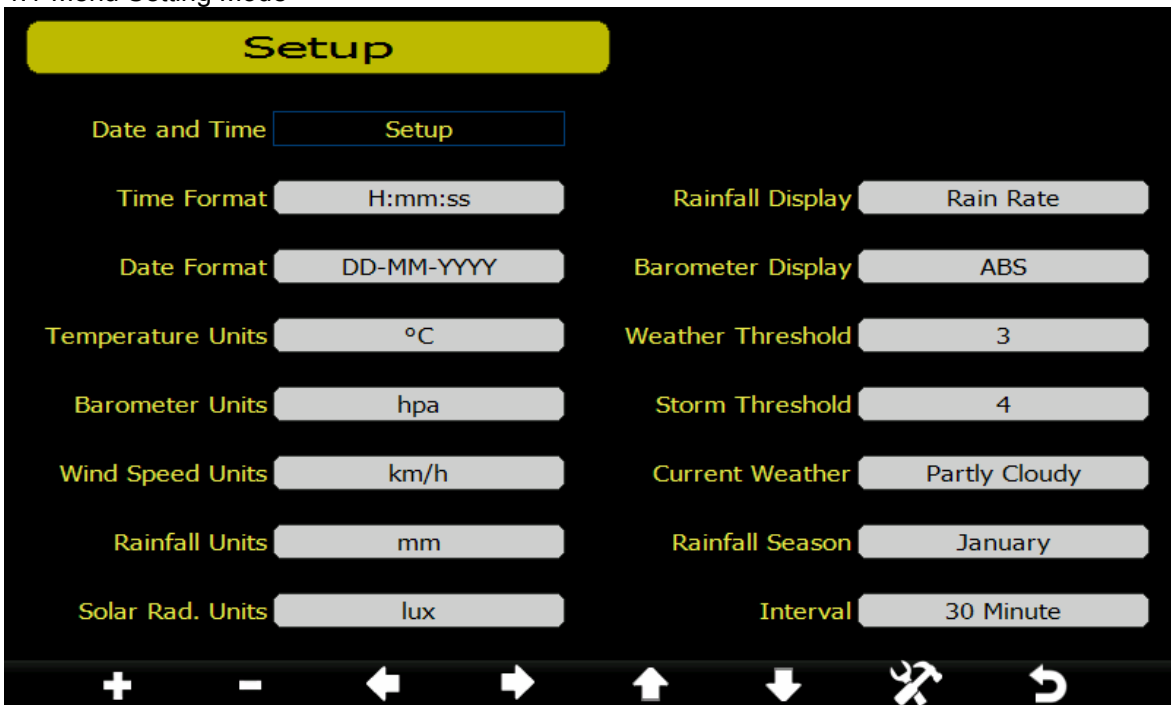 Setup
Date and Time Setup
Time Format H:mm:ss Rainfall Display Rain Rate
Date Format DD-MM-YYYY Barometer Display ABS
Temperature Units ºC Weather Threshold 3
Barometer Units hpa Storm Threshold 4
Wind Speed Units km/h Current Weather Partly Cloudy
Rainfall Units mm Rainfall Season January
Solar Rad. Units lux Interval 30 Minute